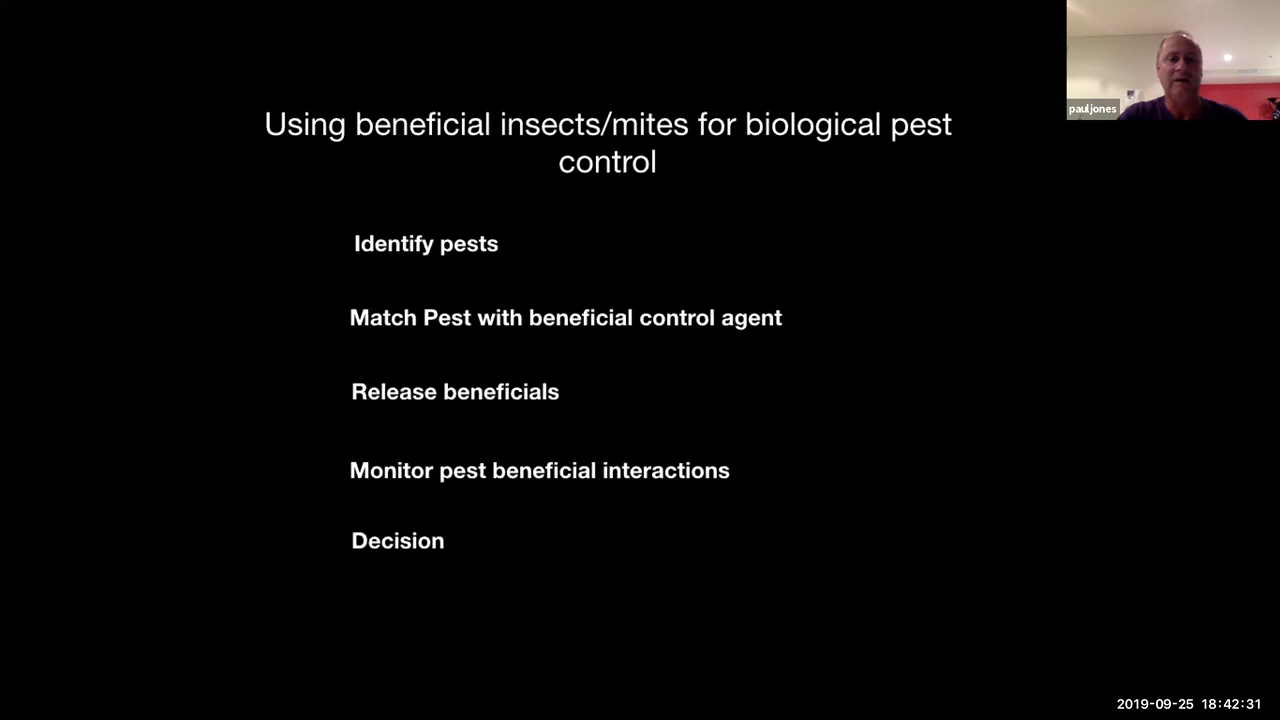 Using beneficial insects/mites for biological pest
control
pauljones
Identify pests
Match Pest with beneficial control agent
Release beneficials
Monitor pest beneficial interactions
Decision
2019-09-25 18:42:31